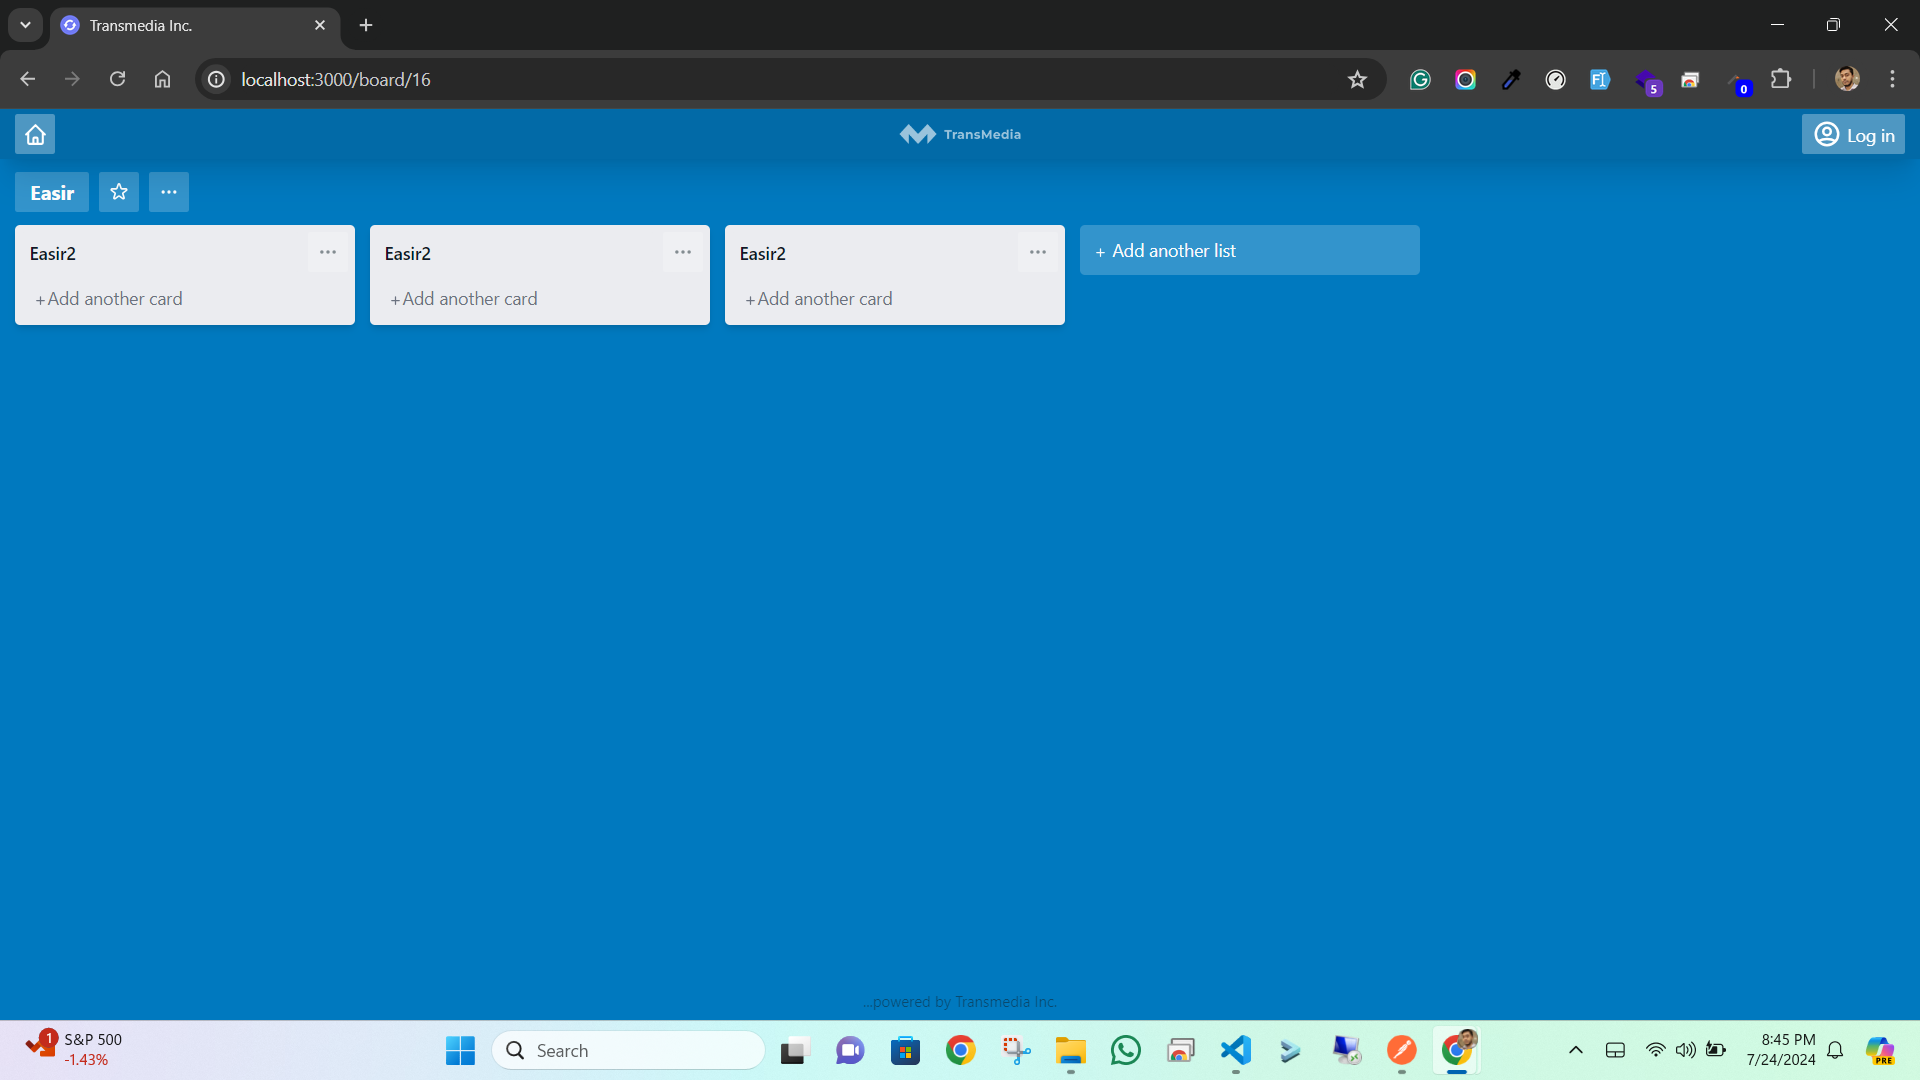 Transmedia Inc.
localhost:3000/board/16
5
0
TransMedia
Log in
Easir
Easir2
+Add another card
Easir2
+Add another card
Easir2
+Add another card
+ Add another list
...powered by Transmedia Inc.
1
S&P 500
-1.43%
Search
8:45 PM
7/24/2024
PRE